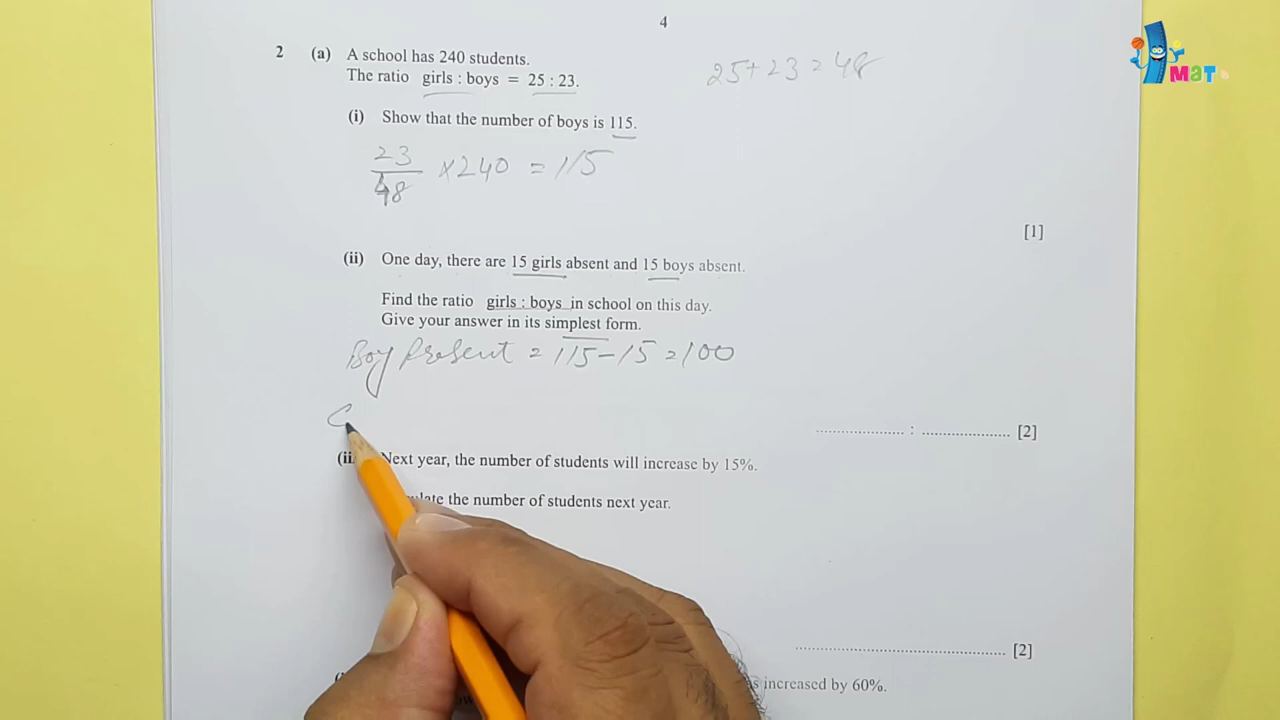 4
MAT
2 (a) A school has 240 students.
The ratio girls : boys = 25 : 23.
25 + 23 = 48
(i) Show that the number of boys is 115.
23/48 × 240 = 115
[1]
(ii) One day, there are 15 girls absent and 15 boys absent.
Find the ratio girls : boys in school on this day.
Give your answer in its simplest form.
Boy Present = 115 - 15 = 100
.................... : .................... [2]
Next year, the number of students will increase by 15%.
the number of students next year.
.................................................. [2]
increased by 60%.